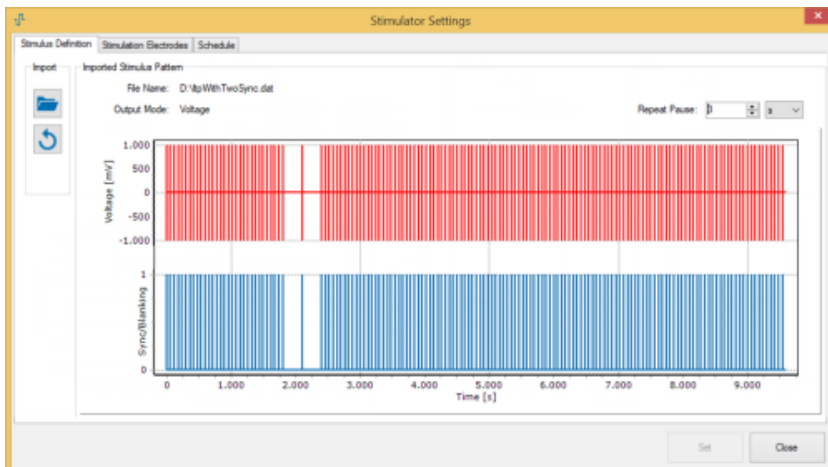 Stimulator Settings
Stimulus Definition Stimulation Electrodes Schedule
Import
Imported Stimulus Pattern
File Name: D:\ltpWithTwoSync.dat
Output Mode: Voltage
Repeat Pause: s
Voltage [mV]
1.000
500
0
-500
-1.000
Sync/Blanking
1
0
0 1.000 2.000 3.000 4.000 5.000 6.000 7.000 8.000 9.000
Time [s]
Set Close